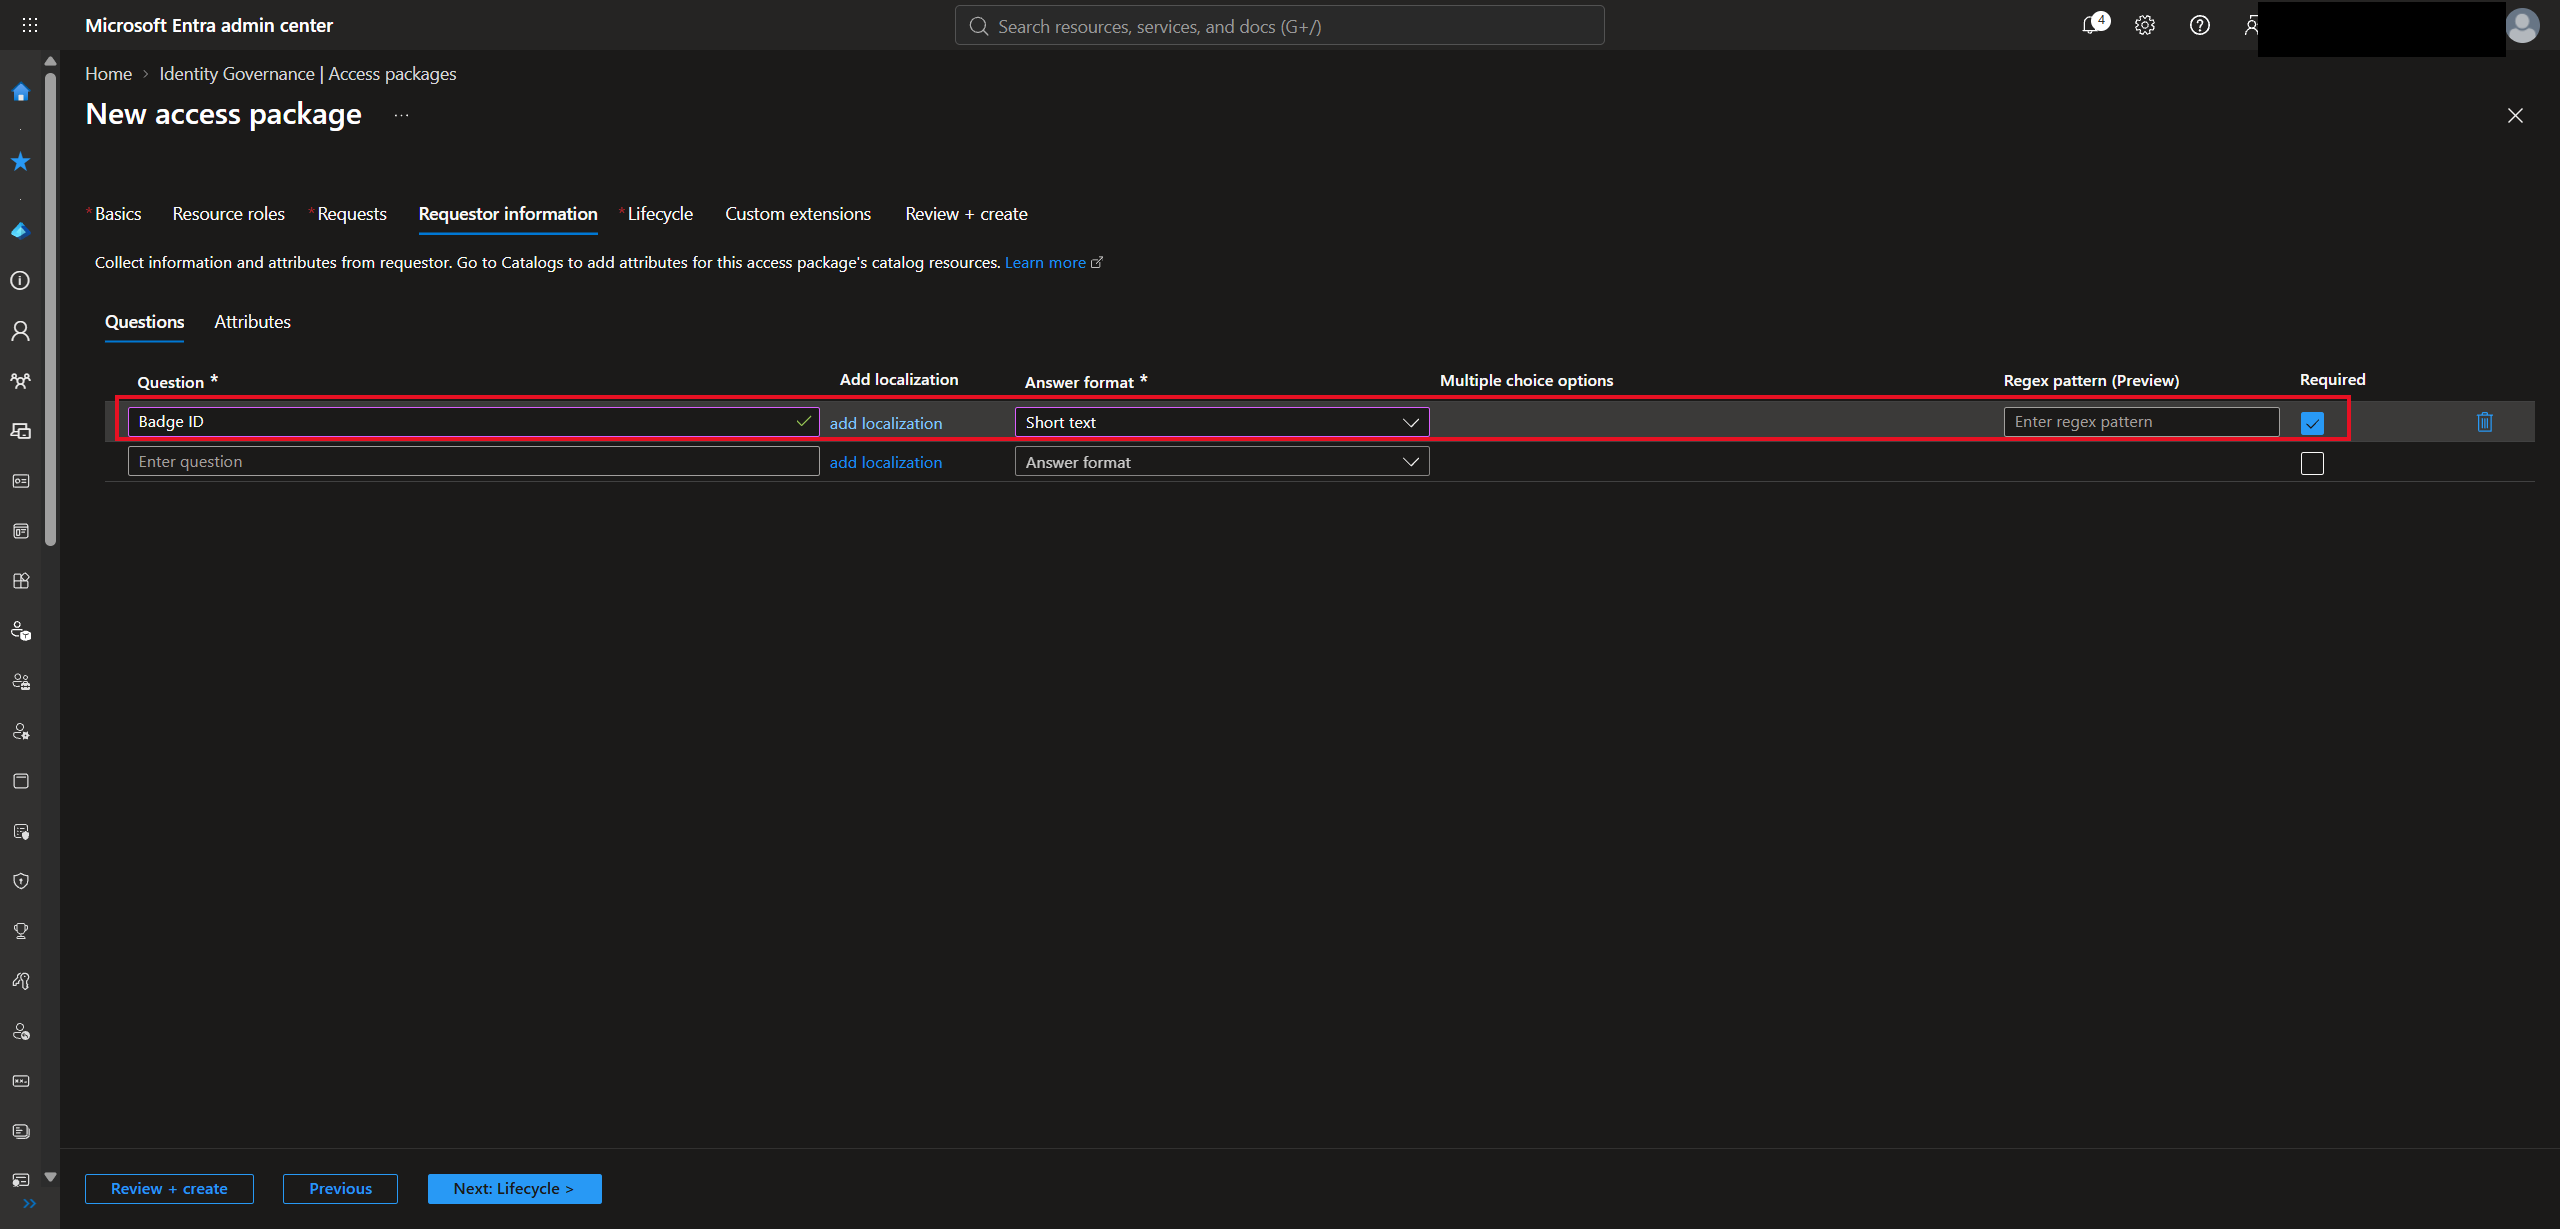 Microsoft Entra admin center
Search resources, services, and docs (G+/)
4
Home > Identity Governance | Access packages
New access package ...
* Basics Resource roles * Requests Requestor information * Lifecycle Custom extensions Review + create
Collect information and attributes from requestor. Go to Catalogs to add attributes for this access package's catalog resources. Learn more
Questions Attributes
Question * Add localization Answer format * Multiple choice options Regex pattern (Preview) Required
Badge ID add localization Short text Enter regex pattern
Enter question add localization Answer format
Review + create Previous Next: Lifecycle >